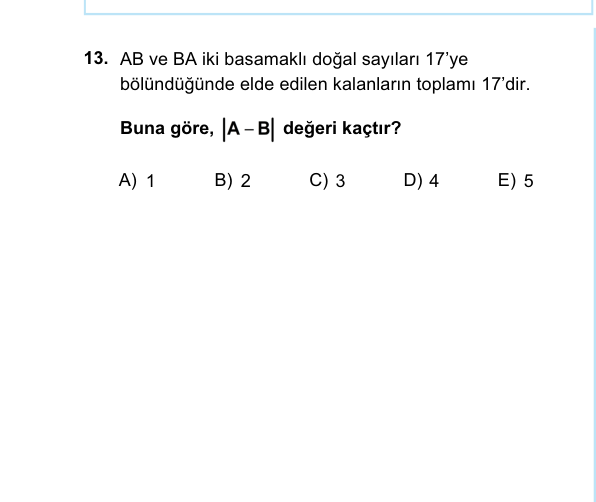 13. AB ve BA iki basamaklı doğal sayıları 17'ye
bölündüğünde elde edilen kalanların toplamı 17'dir.
Buna göre, |A – B| değeri kaçtır?
A) 1 B) 2 C) 3 D) 4 E) 5